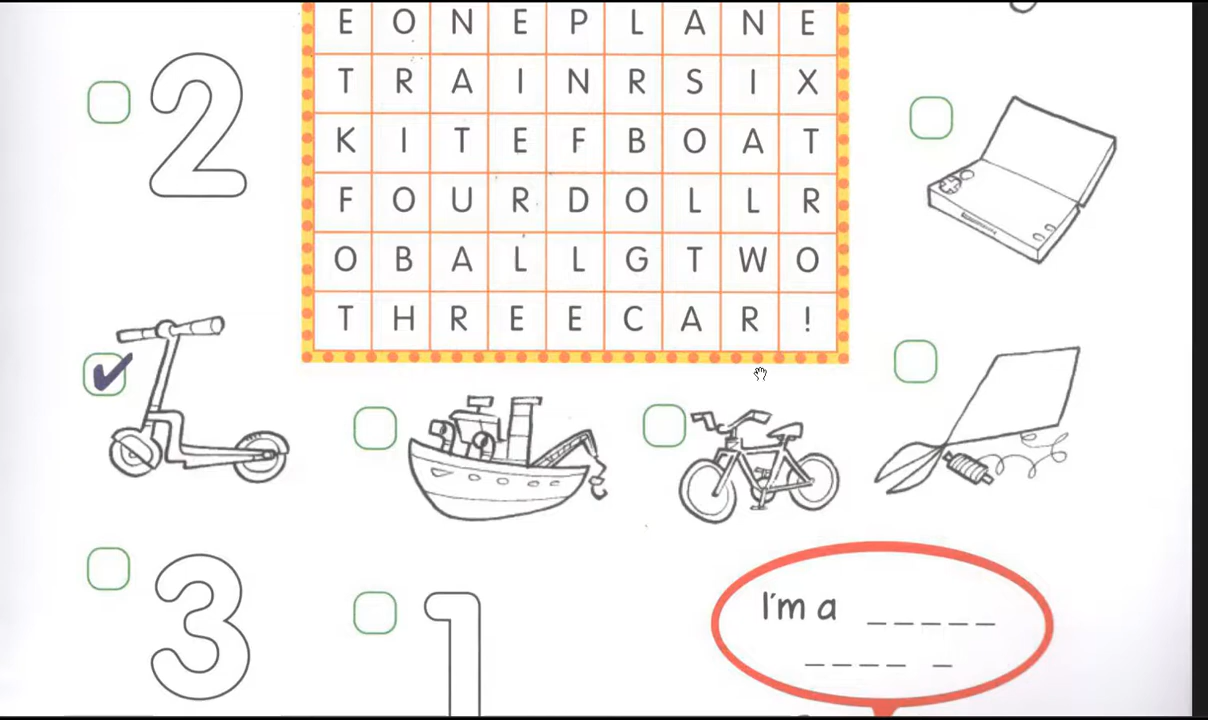 E O N E P L A N E
2
T R A I N R S I X
K I T E F B O A T
F O U R D O L L R
O B A L L G T W O
T H R E E C A R !
3
1
I'm a _ _ _ _ _
_ _ _ _ _